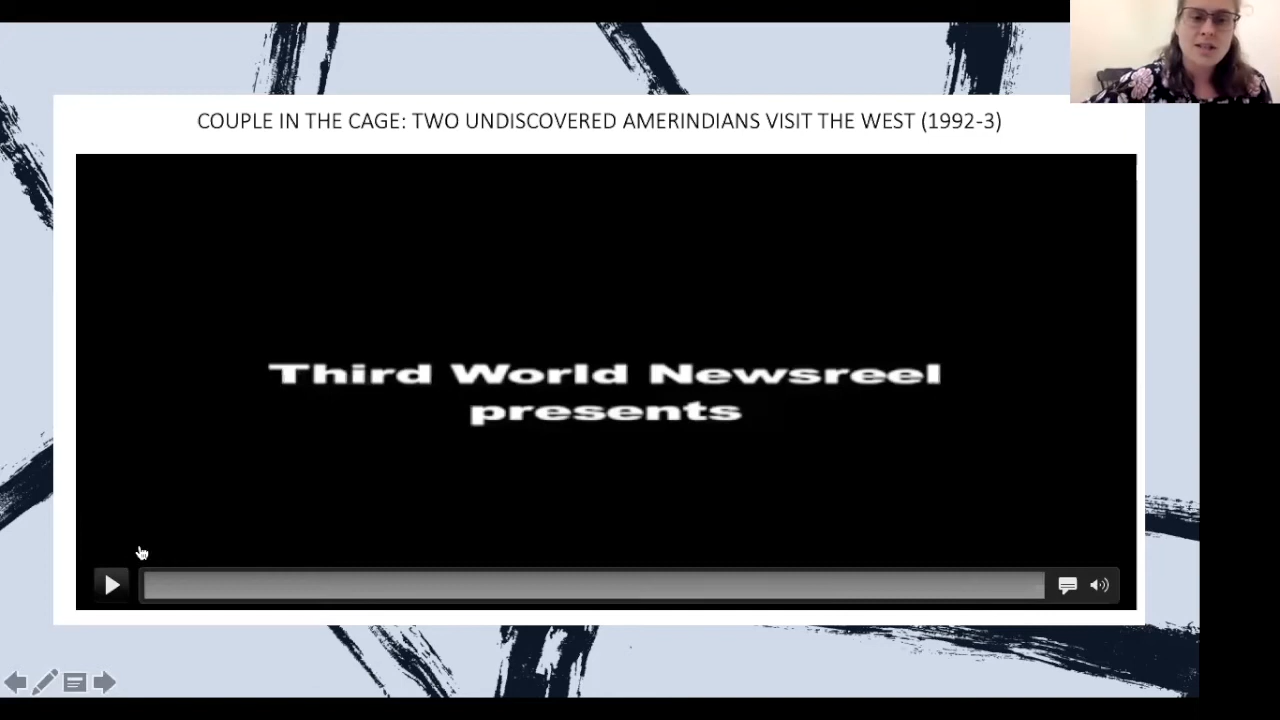 COUPLE IN THE CAGE: TWO UNDISCOVERED AMERINDIANS VISIT THE WEST (1992-3)
Third World Newsreel
presents